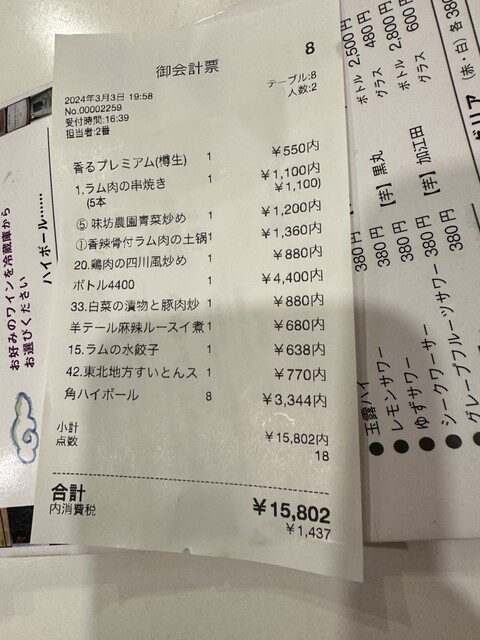 8
御会計票
テーブル:8
人数:2
2024年3月3日 19:58
No.00002259
受付時間:16:39
担当者:2番
香るプレミアム(樽生) 1 ¥550内
1.ラム肉の串焼き 1 ¥1,100内
(5本 ¥1,100)
⑤ 味坊農園青菜炒め 1 ¥1,200内
①香辣骨付ラム肉の土鍋 1 ¥1,360内
20.鶏肉の四川風炒め 1 ¥880内
ボトル4400 1 ¥4,400内
33.白菜の漬物と豚肉炒 1 ¥880内
羊テール麻辣ルースイ煮 1 ¥680内
15.ラムの水餃子 1 ¥638内
42.東北地方すいとんス 1 ¥770内
角ハイボール 8 ¥3,344内
小計 ¥15,802内
点数 18
合計 ¥15,802
内消費税 ¥1,437
お好みのワインを冷蔵庫から
お選びください
ハイボール……
ボトル 2,500円
グラス 480円
ボトル 2,800円
グラス 600円
(赤・白) 各 380
【芋】黒丸
【芋】加江田
玉露ハイ 380円
レモンサワー 380円
ゆずサワー 380円
シークワーサー 380円
グレープフルーツサワー 380